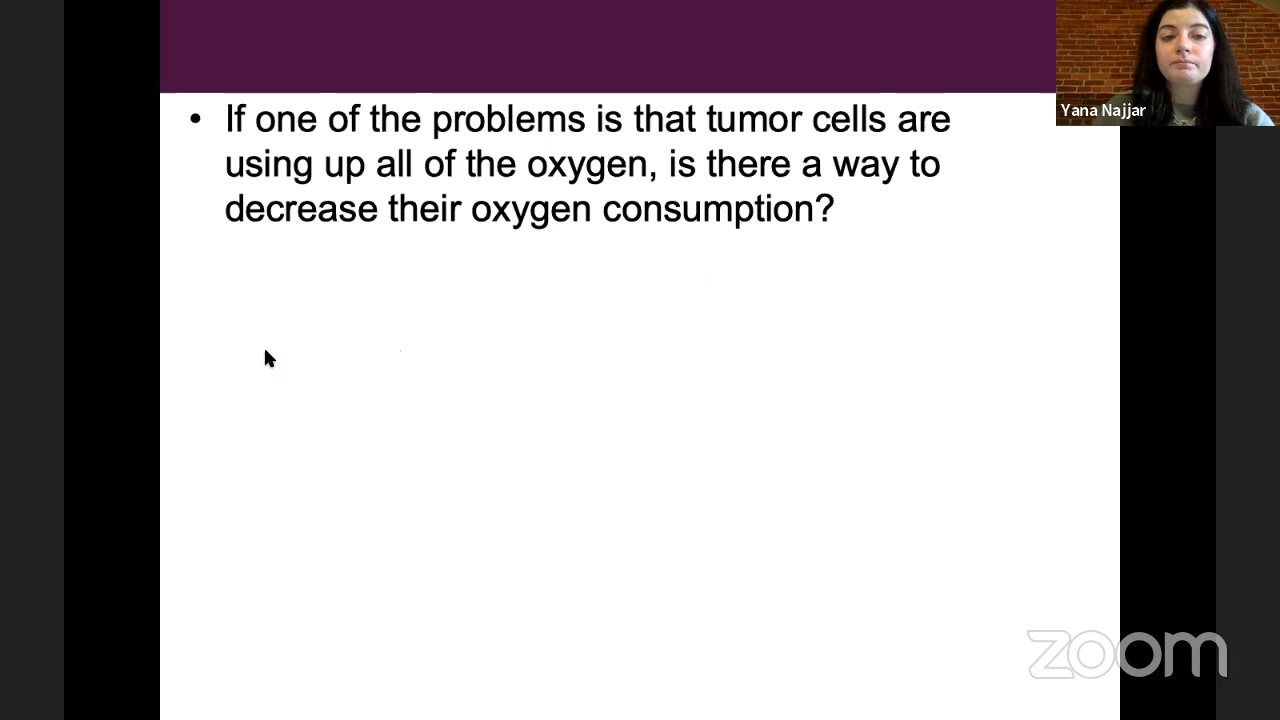 • If one of the problems is that tumor cells are
using up all of the oxygen, is there a way to
decrease their oxygen consumption?
Yana Najjar
zoom